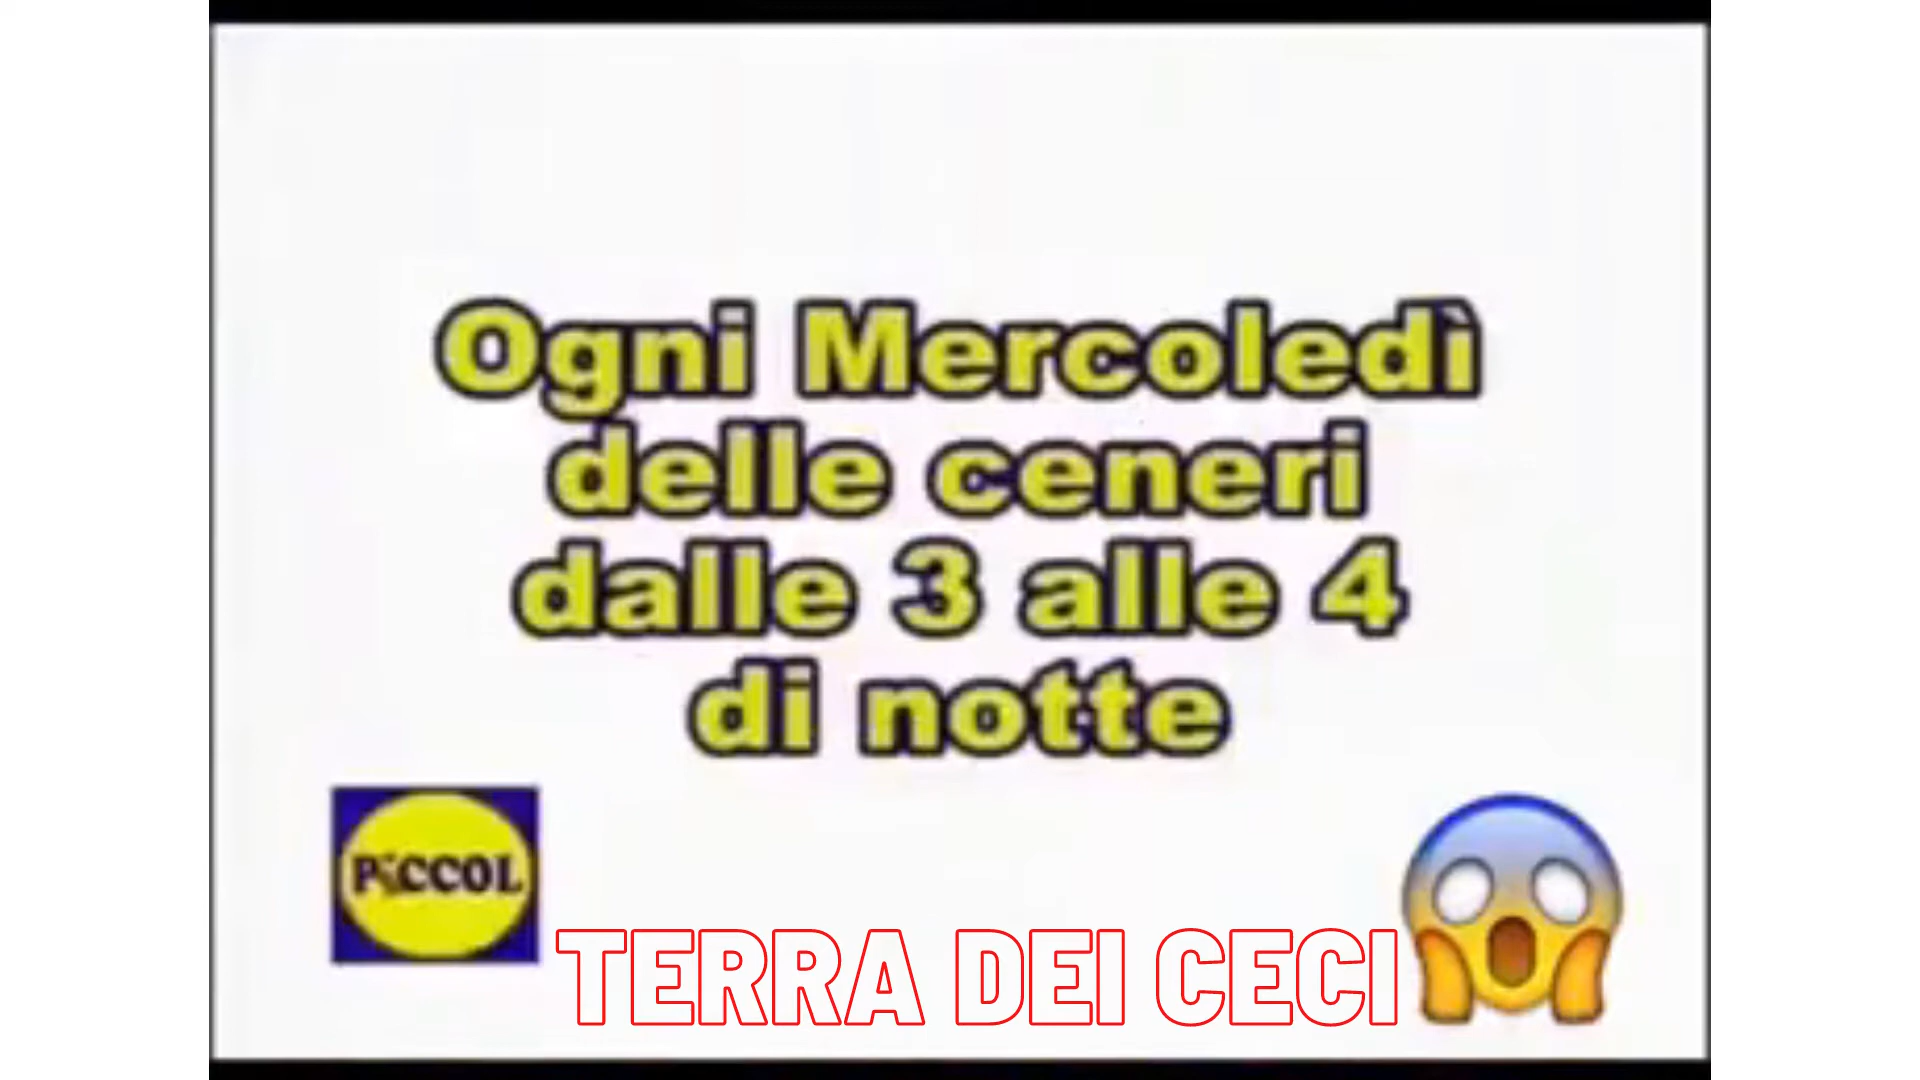 Ogni Mercoledì
delle ceneri
dalle 3 alle 4
di notte
PiCCOL
TERRA DEI CECI